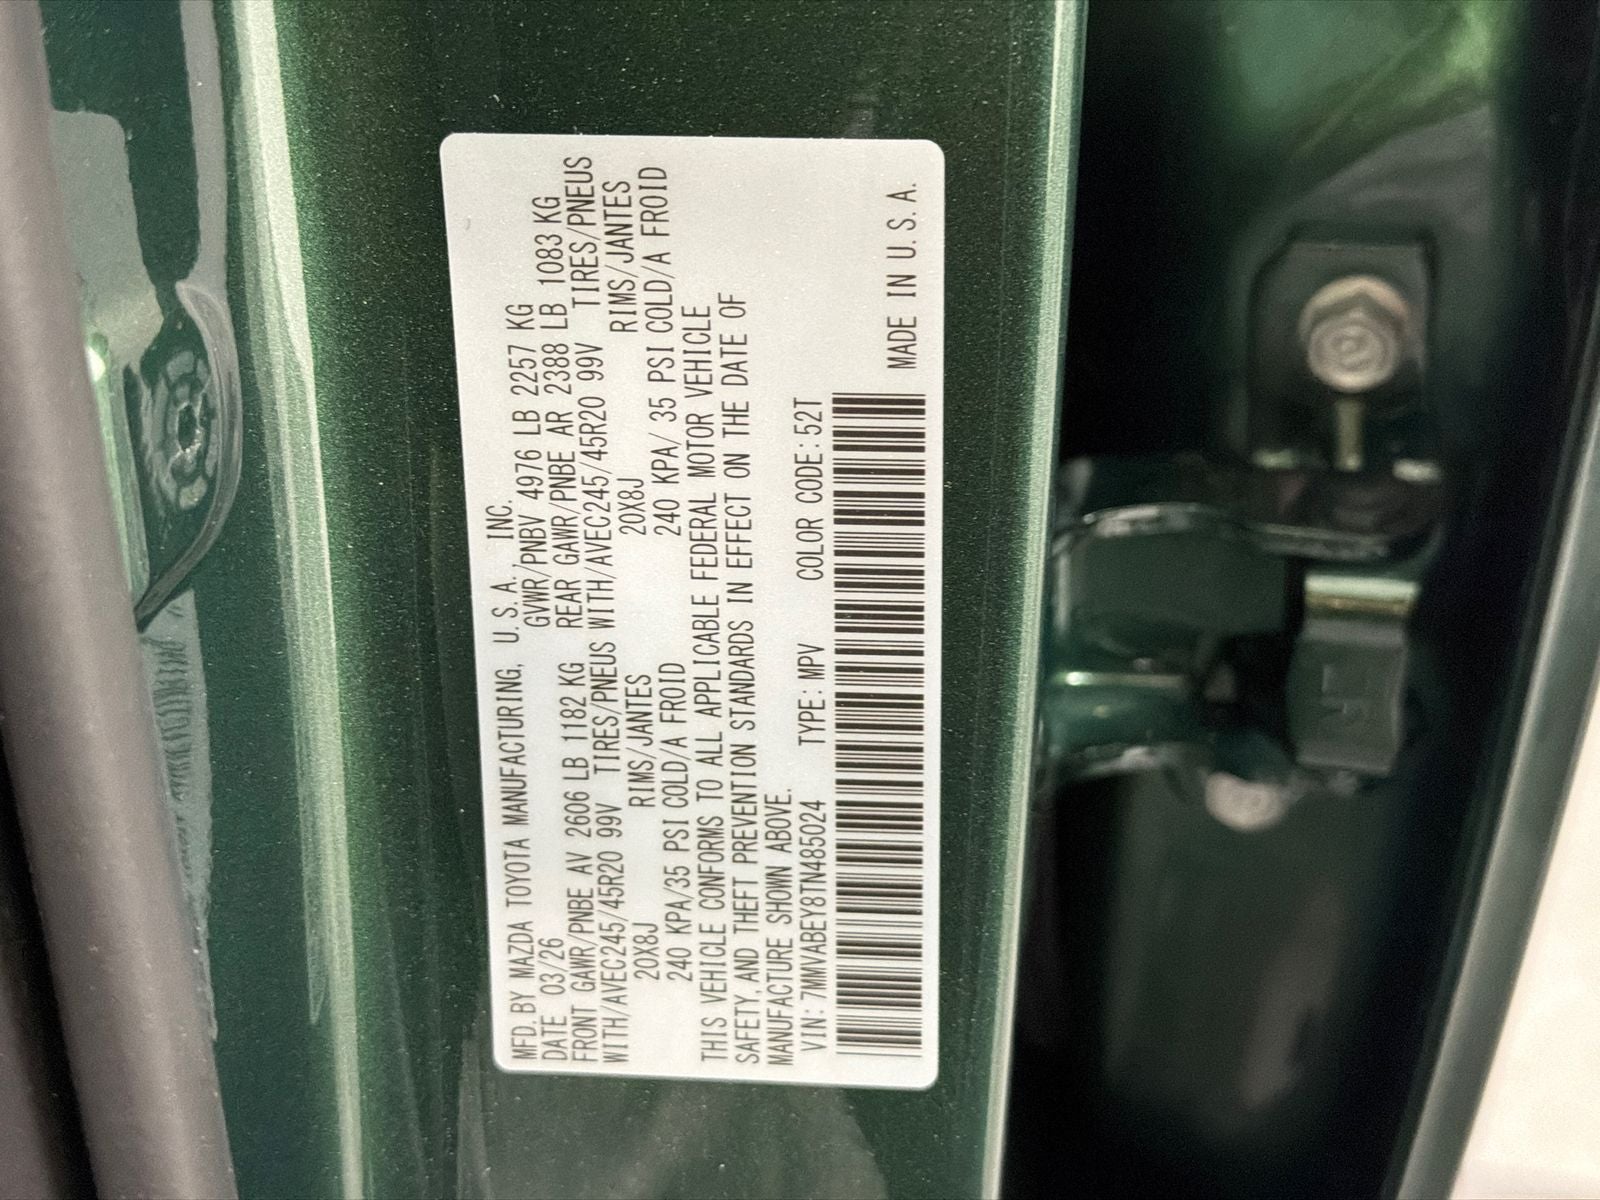 MFD. BY MAZDA TOYOTA MANUFACTURING, U.S.A., INC.
DATE 03/26 GVWR/PNBV 4976 LB 2257 KG
FRONT GAWR/PNBE AV 2606 LB 1182 KG REAR GAWR/PNBE AR 2388 LB 1083 KG
WITH/AVEC245/45R20 99V TIRES/PNEUS WITH/AVEC245/45R20 99V TIRES/PNEUS
20X8J RIMS/JANTES 20X8J RIMS/JANTES
240 KPA/35 PSI COLD/A FROID 240 KPA/ 35 PSI COLD/A FROID
THIS VEHICLE CONFORMS TO ALL APPLICABLE FEDERAL MOTOR VEHICLE
SAFETY, AND THEFT PREVENTION STANDARDS IN EFFECT ON THE DATE OF
MANUFACTURE SHOWN ABOVE.
VIN: 7MMVABEY8TN485024 TYPE: MPV COLOR CODE: 52T
MADE IN U.S.A.